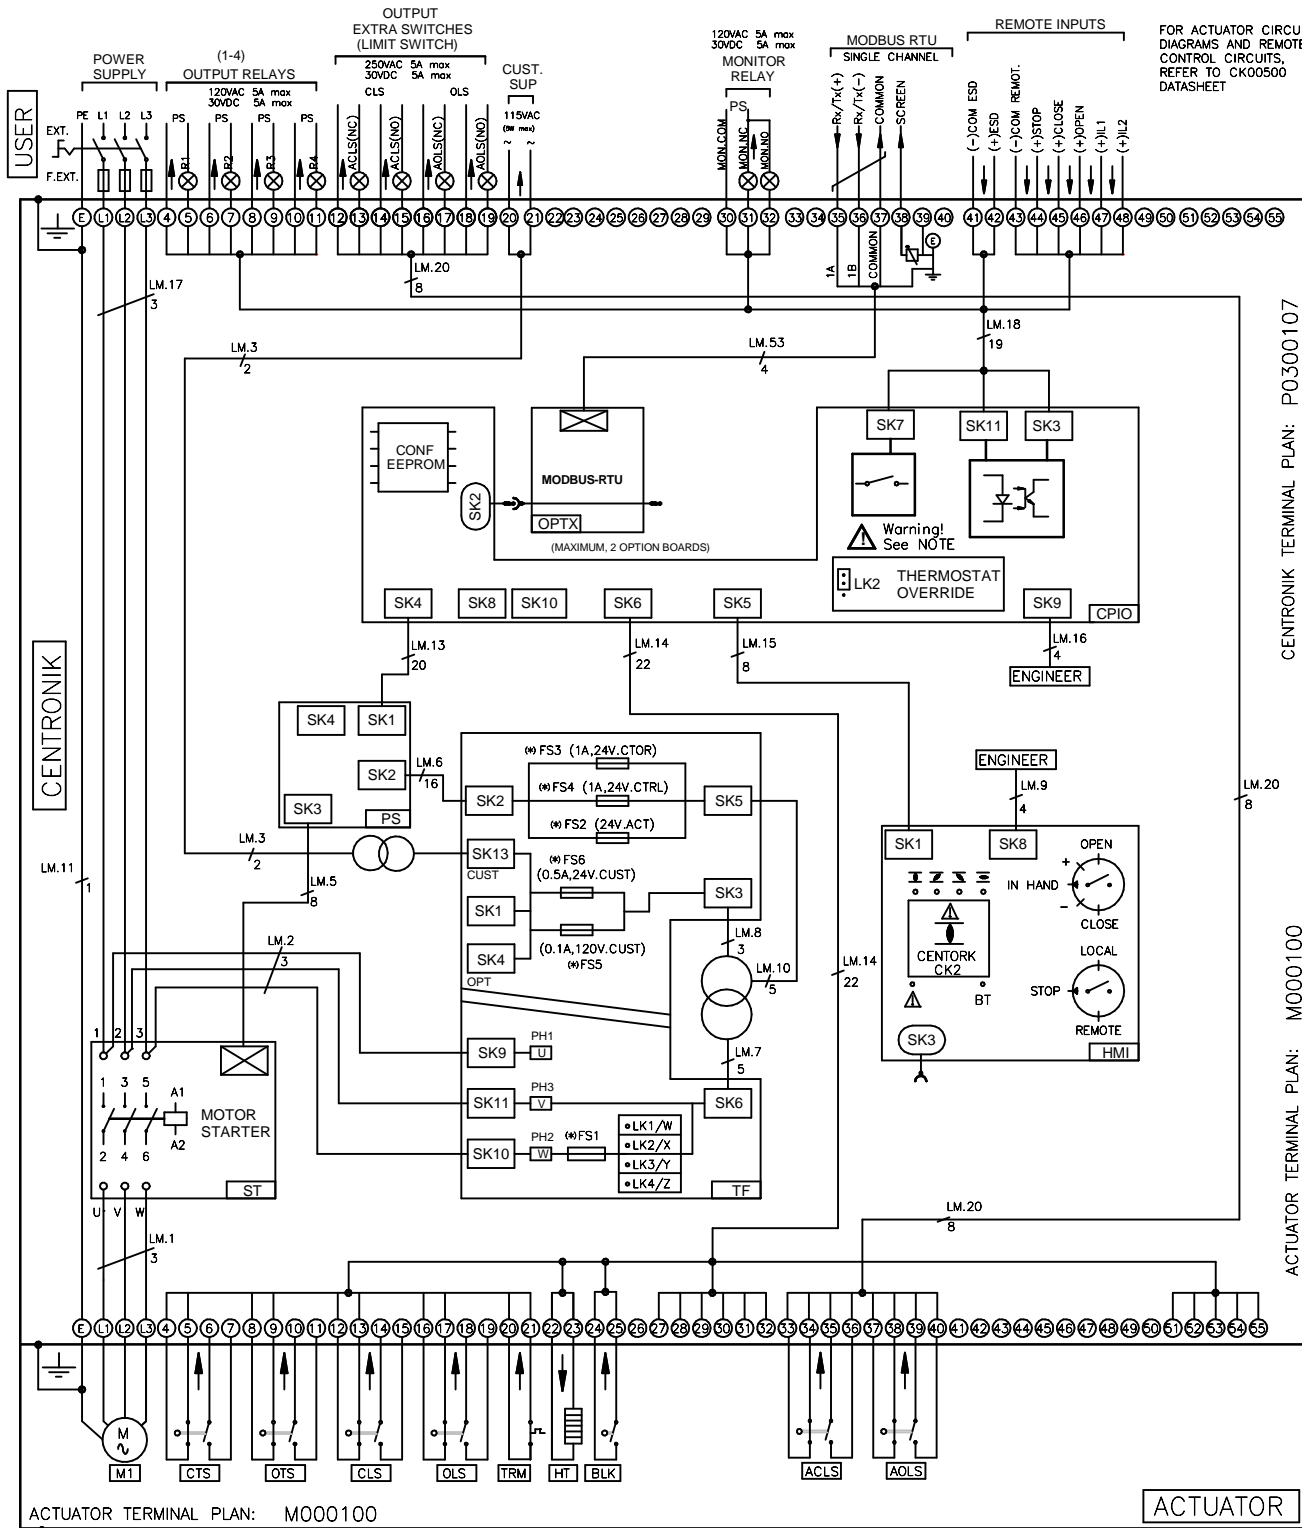 OUTPUT
EXTRA SWITCHES
(LIMIT SWITCH)
250VAC 5A max
30VDC 5A max
CLS OLS
POWER
SUPPLY
PE L1 L2 L3
(1-4)
OUTPUT RELAYS
120VAC 5A max
30VDC 5A max
PS PS PS PS
R1 R2 R3 R4
ACLS(NC)
ACLS(NO)
AOLS(NC)
AOLS(NO)
CUST.
SUP
115VAC
(8W max)
~ ~
120VAC 5A max
30VDC 5A max
MONITOR
RELAY
PS
MON.COM
MON.NC
MON.NO
MODBUS RTU
SINGLE CHANNEL
Rx/Tx(+)
Rx/Tx(-)
COMMON
SCREEN
REMOTE INPUTS
(-)COM ESD
(+)ESD
(-)COM REMOT.
(+)STOP
(+)CLOSE
(+)OPEN
(+)IL1
(+)IL2
FOR ACTUATOR CIRCU
DIAGRAMS AND REMOTE
CONTROL CIRCUITS,
REFER TO CK00500
DATASHEET
USER
EXT.
F.EXT.
E L1 L2 L3 4 5 6 7 8 9 10 11 12 13 14 15 16 17 18 19 20 21 22 23 24 25 26 27 28 29 30 31 32 33 34 35 36 37 38 39 40 41 42 43 44 45 46 47 48 49 50 51 52 53 54 55
1A
1B
COMMON
E
LM.17
3
LM.20
8
LM.3
2
LM.53
4
LM.18
19
CENTRONIK TERMINAL PLAN: P0300107
CONF
EEPROM
SK2
MODBUS-RTU
OPTX
(MAXIMUM, 2 OPTION BOARDS)
SK7
SK11
SK3
Warning!
See NOTE
LK2
THERMOSTAT
OVERRIDE
SK4
SK8
SK10
SK6
SK5
SK9
CPIO
LM.13
20
LM.14
22
LM.15
8
LM.16
4
ENGINEER
CENTRONIK
SK4
SK1
SK2
SK3
PS
LM.6
16
(*)FS3 (1A,24V.CTOR)
(*)FS4 (1A,24V.CTRL)
(*)FS2 (24V.ACT)
SK2
SK5
ENGINEER
LM.9
4
LM.20
8
LM.11
1
LM.3
2
LM.5
8
SK13
CUST
(*)FS6
(0.5A,24V.CUST)
SK1
SK3
SK4
OPT
(0.1A,120V.CUST)
(*)FS5
LM.8
3
LM.10
5
LM.14
22
LM.2
3
SK1
SK8
OPEN
+
IN HAND
-
CLOSE
CENTORK
CK2
BT
LOCAL
STOP
REMOTE
SK3
HMI
1 2 3
1 3 5
A1
A2
2 4 6
MOTOR
STARTER
ST
U V W
SK9
PH1
U
LM.7
5
SK11
PH3
V
SK6
SK10
PH2
W
(*)FS1
LK1/W
LK2/X
LK3/Y
LK4/Z
TF
ACTUATOR TERMINAL PLAN: M000100
LM.1
3
LM.20
8
E L1 L2 L3 4 5 6 7 8 9 10 11 12 13 14 15 16 17 18 19 20 21 22 23 24 25 26 27 28 29 30 31 32 33 34 35 36 37 38 39 40 41 42 43 44 45 46 47 48 49 50 51 52 53 54 55
M
~
M1
CTS
OTS
CLS
OLS
TRM
HT
BLK
ACLS
AOLS
ACTUATOR TERMINAL PLAN: M000100
ACTUATOR